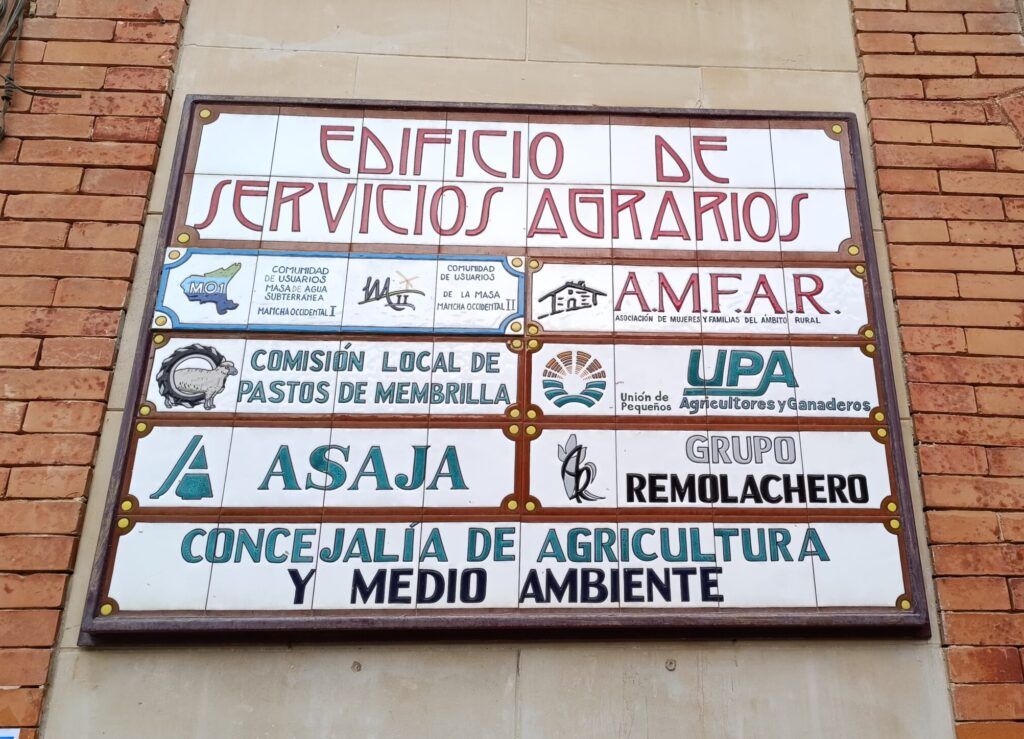 EDIFICIO DE
SERVICIOS AGRARIOS
MO1
COMUNIDAD
DE USUARIOS
MASA DE AGUA
SUBTERRÁNEA
MANCHA OCCIDENTAL I
M II
COMUNIDAD DE
USUARIOS
DE LA MASA
MANCHA OCCIDENTAL II
A.M.F.A.R.
ASOCIACIÓN DE MUJERES Y FAMILIAS DEL ÁMBITO RURAL
COMISIÓN LOCAL DE
PASTOS DE MEMBRILLA
UPA
Unión de
Pequeños Agricultores y Ganaderos
ASAJA
GRUPO
REMOLACHERO
CONCEJALÍA DE AGRICULTURA
Y MEDIO AMBIENTE